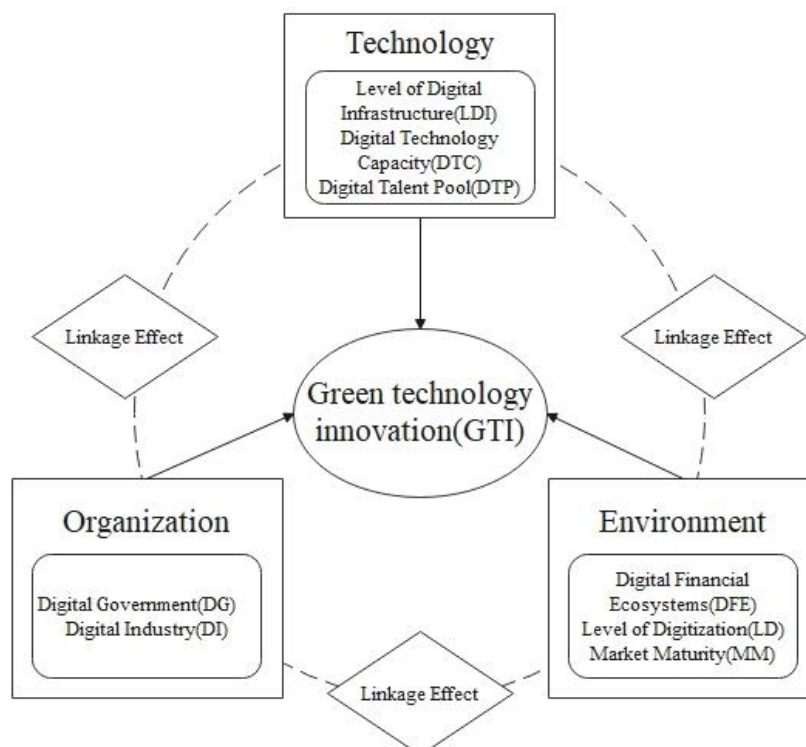 Technology
Level of Digital
Infrastructure(LDI)
Digital Technology
Capacity(DTC)
Digital Talent Pool(DTP)
Linkage Effect
Linkage Effect
Green technology
innovation(GTI)
Organization
Digital Government(DG)
Digital Industry(DI)
Environment
Digital Financial
Ecosystems(DFE)
Level of Digitization(LD)
Market Maturity(MM)
Linkage Effect